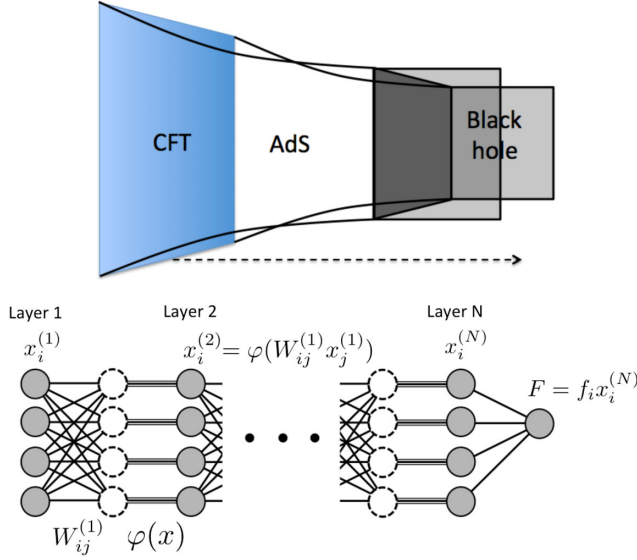 CFT
AdS
Black
hole
Layer 1
Layer 2
Layer N
x_i^{(1)}
x_i^{(2)} = φ(W_{ij}^{(1)} x_j^{(1)})
x_i^{(N)}
F = f_i x_i^{(N)}
• • •
W_{ij}^{(1)}
φ(x)